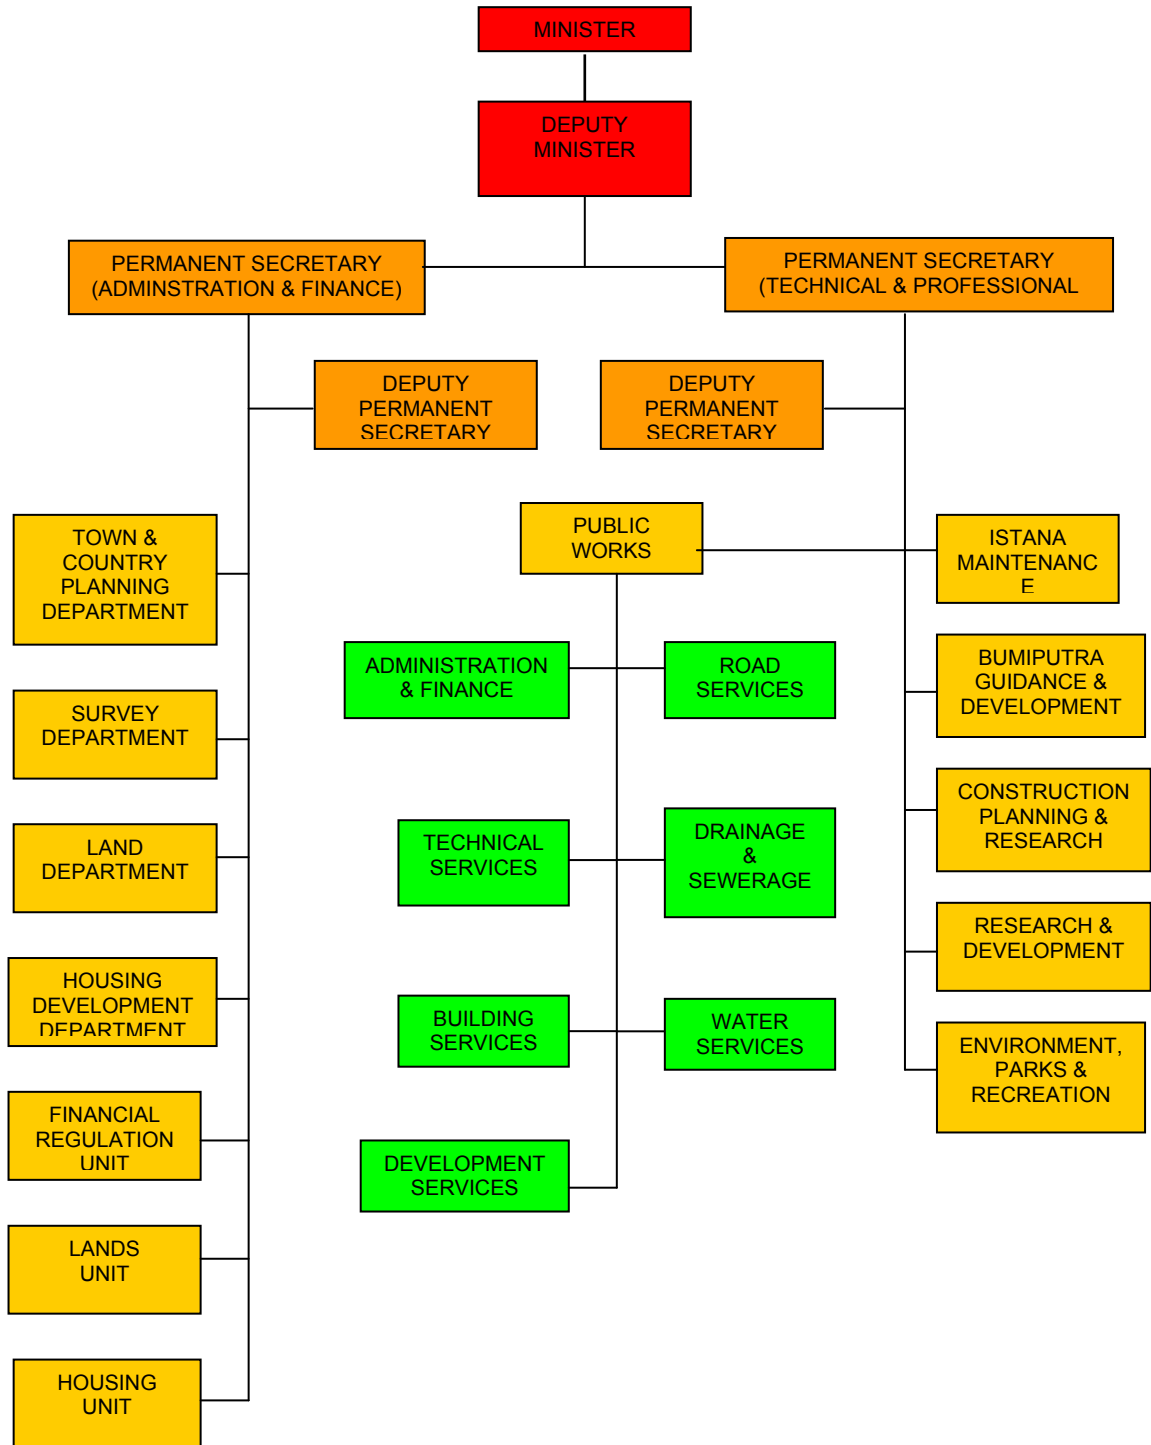 MINISTER
DEPUTY
MINISTER
PERMANENT SECRETARY
(ADMINSTRATION & FINANCE)
PERMANENT SECRETARY
(TECHNICAL & PROFESSIONAL
DEPUTY
PERMANENT
SECRETARY
DEPUTY
PERMANENT
SECRETARY
TOWN &
COUNTRY
PLANNING
DEPARTMENT
SURVEY
DEPARTMENT
LAND
DEPARTMENT
HOUSING
DEVELOPMENT
DEPARTMENT
FINANCIAL
REGULATION
UNIT
LANDS
UNIT
HOUSING
UNIT
PUBLIC
WORKS
ADMINISTRATION
& FINANCE
ROAD
SERVICES
TECHNICAL
SERVICES
DRAINAGE
&
SEWERAGE
BUILDING
SERVICES
WATER
SERVICES
DEVELOPMENT
SERVICES
ISTANA
MAINTENANC
E
BUMIPUTRA
GUIDANCE &
DEVELOPMENT
CONSTRUCTION
PLANNING &
RESEARCH
RESEARCH &
DEVELOPMENT
ENVIRONMENT,
PARKS &
RECREATION